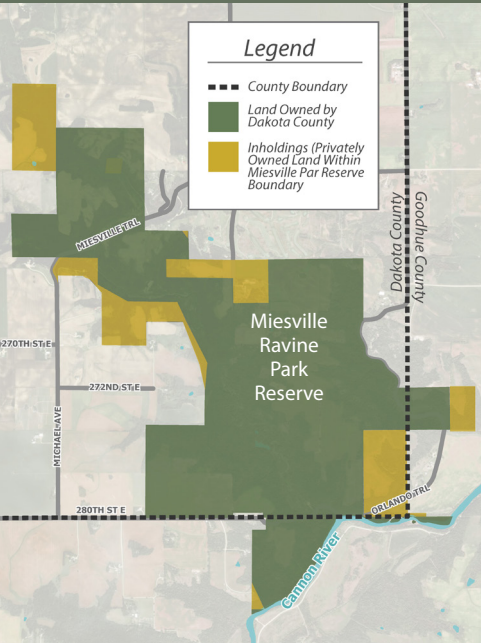 Legend
County Boundary
Land Owned by
Dakota County
Inholdings (Privately
Owned Land Within
Miesville Par Reserve
Boundary
Dakota County
Goodhue County
MIESVILLE TRL
Miesville
Ravine
Park
Reserve
270TH ST E
272ND ST E
MICHAEL AVE
280TH ST E
ORLANDO TRL
Cannon River